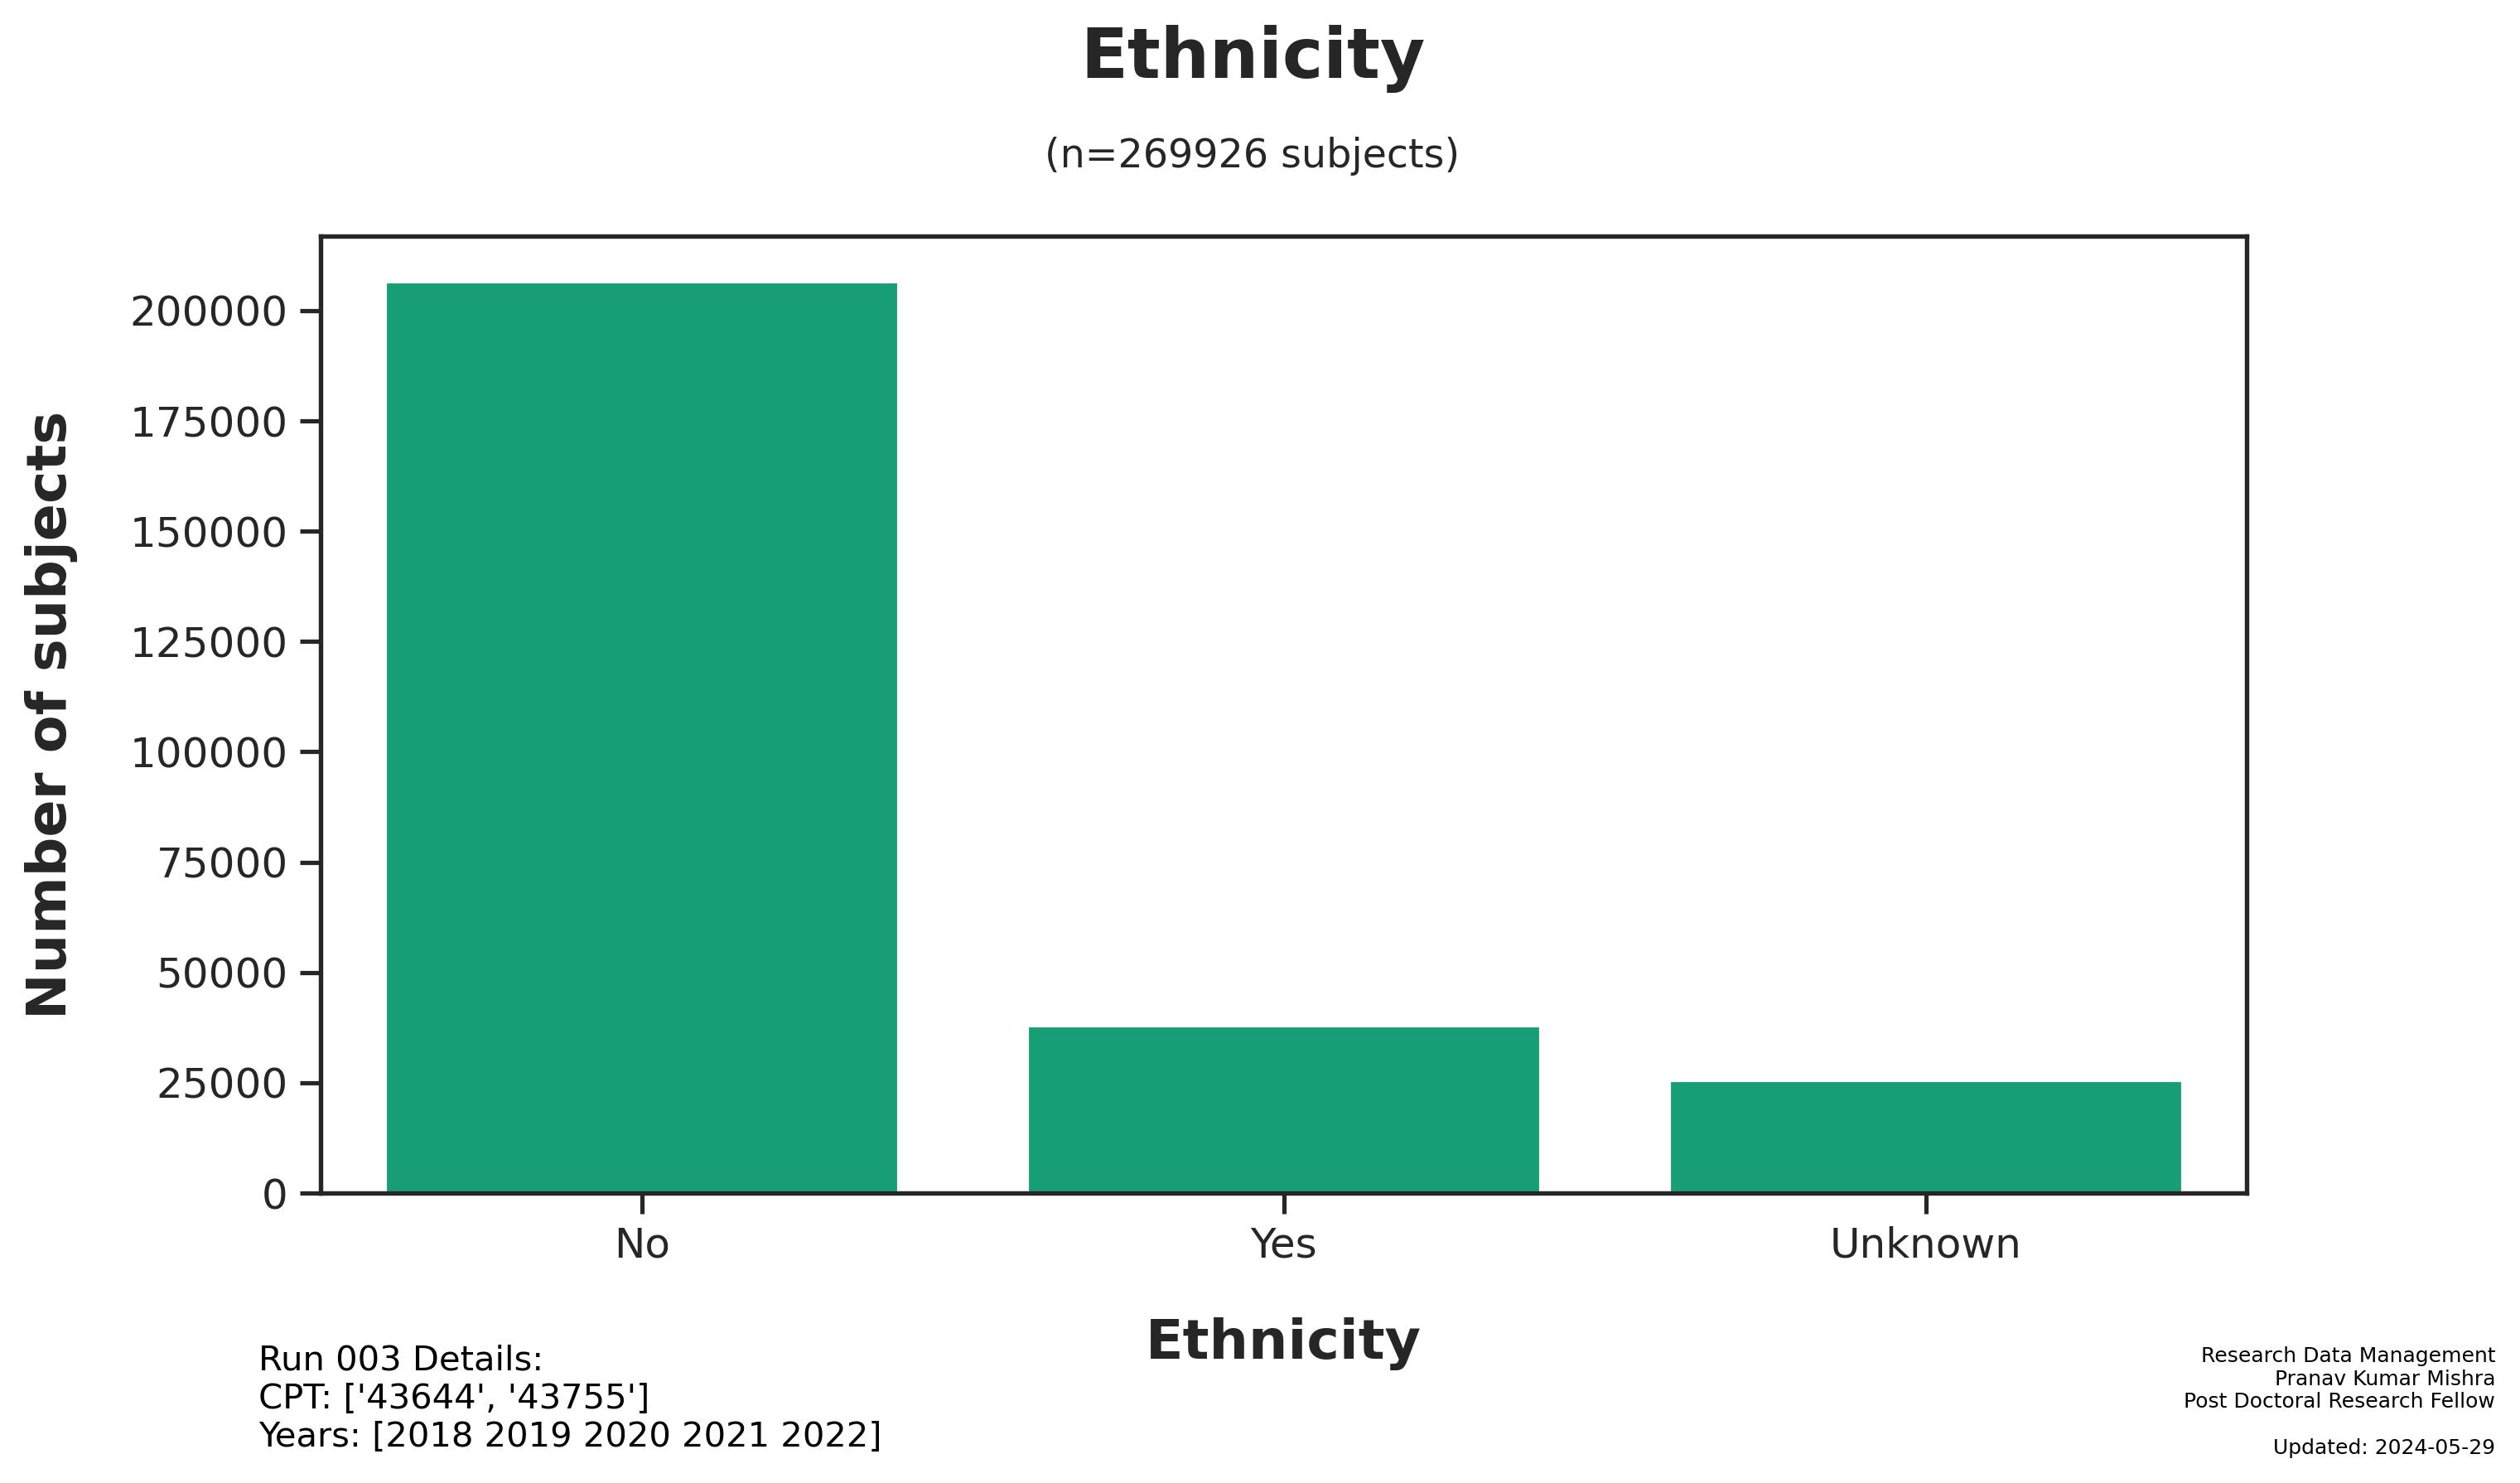 Ethnicity
(n=269926 subjects)
Number of subjects
200000
175000
150000
125000
100000
75000
50000
25000
0
No
Yes
Unknown
Ethnicity
Run 003 Details:
CPT: ['43644', '43755']
Years: [2018 2019 2020 2021 2022]
Research Data Management
Pranav Kumar Mishra
Post Doctoral Research Fellow
Updated: 2024-05-29